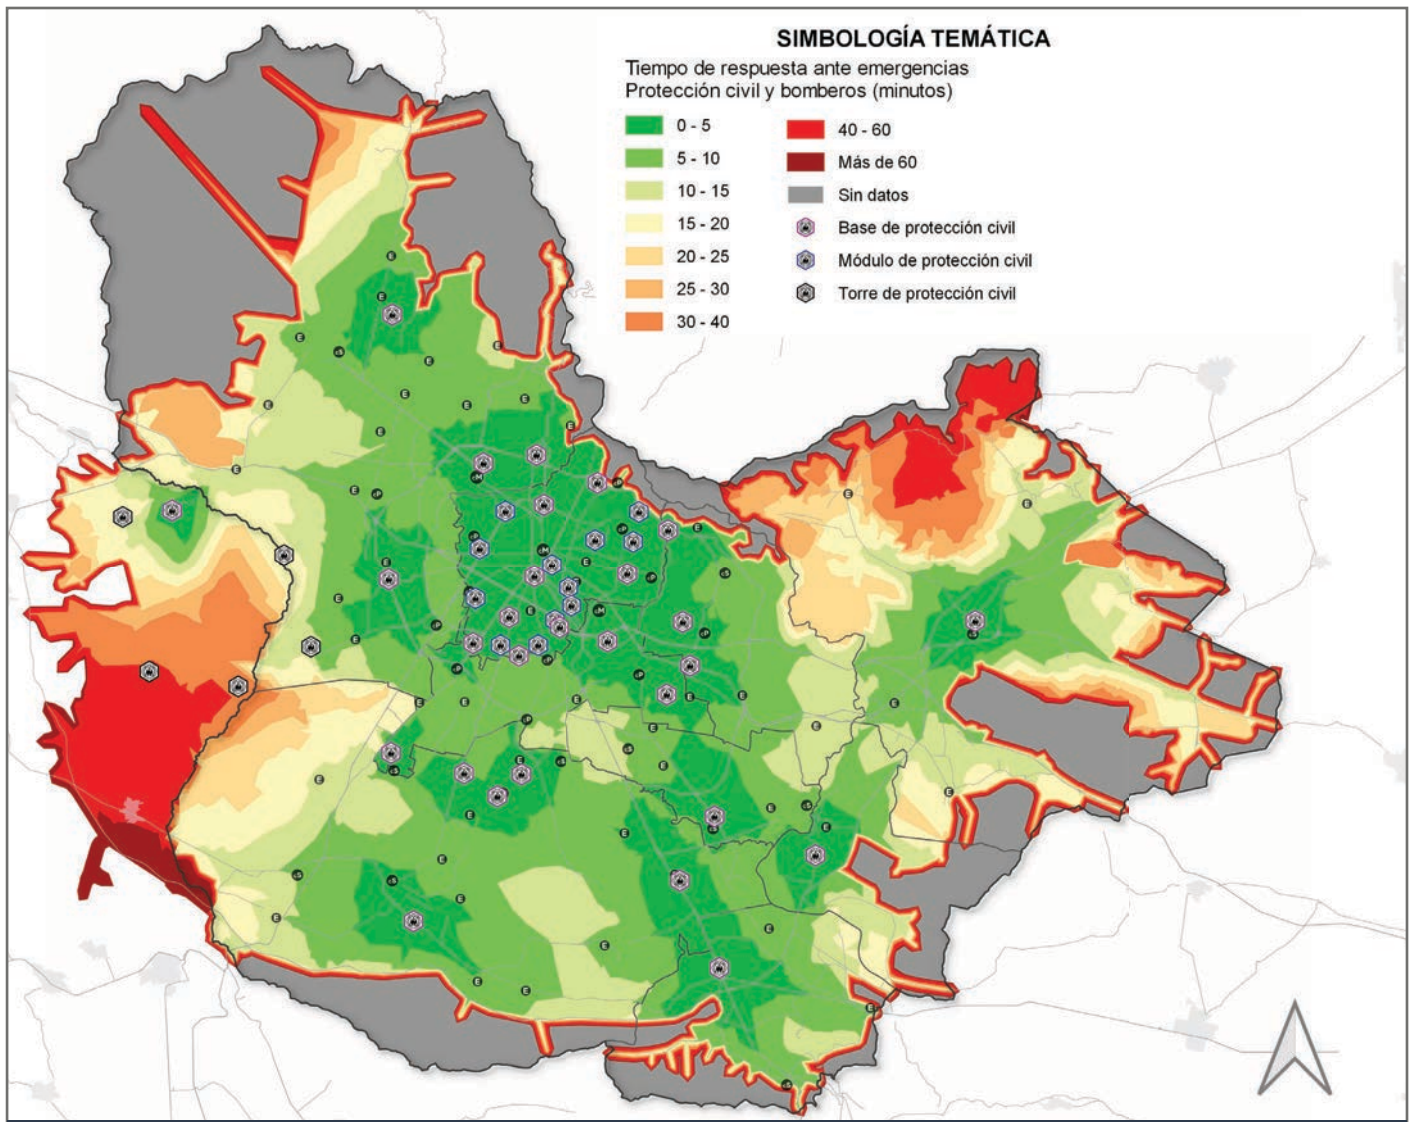 SIMBOLOGÍA TEMÁTICA
Tiempo de respuesta ante emergencias
Protección civil y bomberos (minutos)
0 - 5
5 - 10
10 - 15
15 - 20
20 - 25
25 - 30
30 - 40
40 - 60
Más de 60
Sin datos
Base de protección civil
Módulo de protección civil
Torre de protección civil